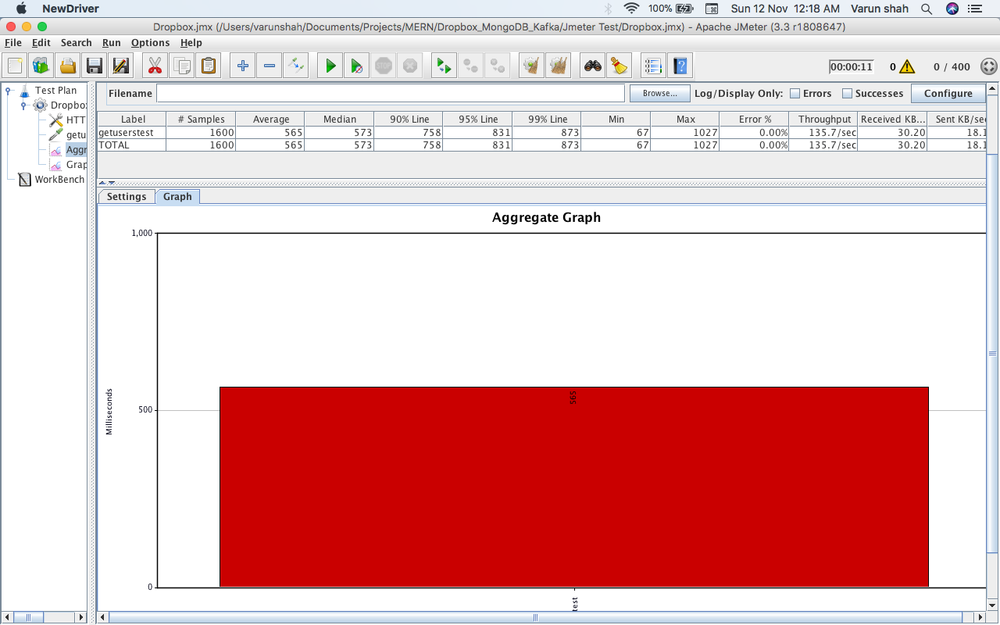 NewDriver 100% Sun 12 Nov 12:18 AM Varun shah
Dropbox.jmx (/Users/varunshah/Documents/Projects/MERN/Dropbox_MongoDB_Kafka/Jmeter Test/Dropbox.jmx) - Apache JMeter (3.3 r1808647)
File Edit Search Run Options Help
00:00:11 0 0 / 400
Test Plan
Dropbo
HTT
getu
Aggr
Grap
WorkBench
Filename Browse... Log/Display Only: Errors Successes Configure
Label # Samples Average Median 90% Line 95% Line 99% Line Min Max Error % Throughput Received KB... Sent KB/sec
getuserstest 1600 565 573 758 831 873 67 1027 0.00% 135.7/sec 30.20 18.1
TOTAL 1600 565 573 758 831 873 67 1027 0.00% 135.7/sec 30.20 18.1
Settings Graph
Aggregate Graph
1,000
500
0
Milliseconds
565
test